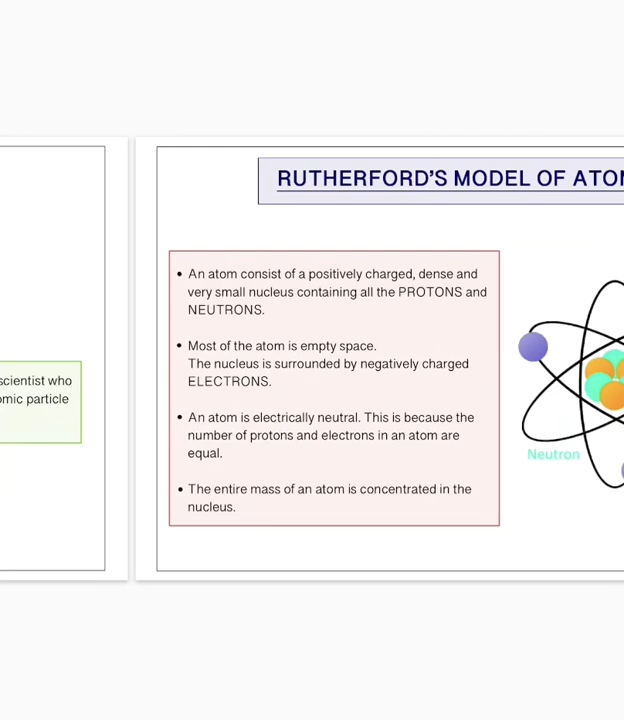 scientist who
omic particle
RUTHERFORD'S MODEL OF ATOM
• An atom consist of a positively charged, dense and
very small nucleus containing all the PROTONS and
NEUTRONS.
• Most of the atom is empty space.
The nucleus is surrounded by negatively charged
ELECTRONS.
• An atom is electrically neutral. This is because the
number of protons and electrons in an atom are
equal.
• The entire mass of an atom is concentrated in the
nucleus.
Neutron